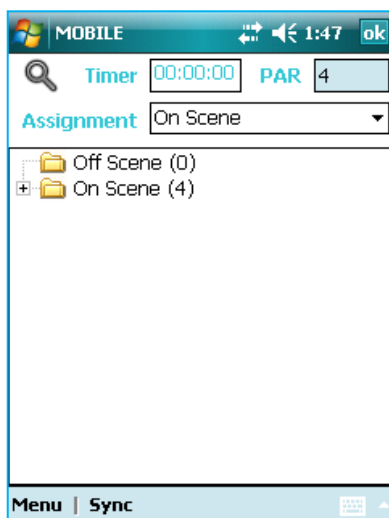 MOBILE 1:47 ok
Timer 00:00:00 PAR 4
Assignment On Scene
Off Scene (0)
On Scene (4)
Menu | Sync